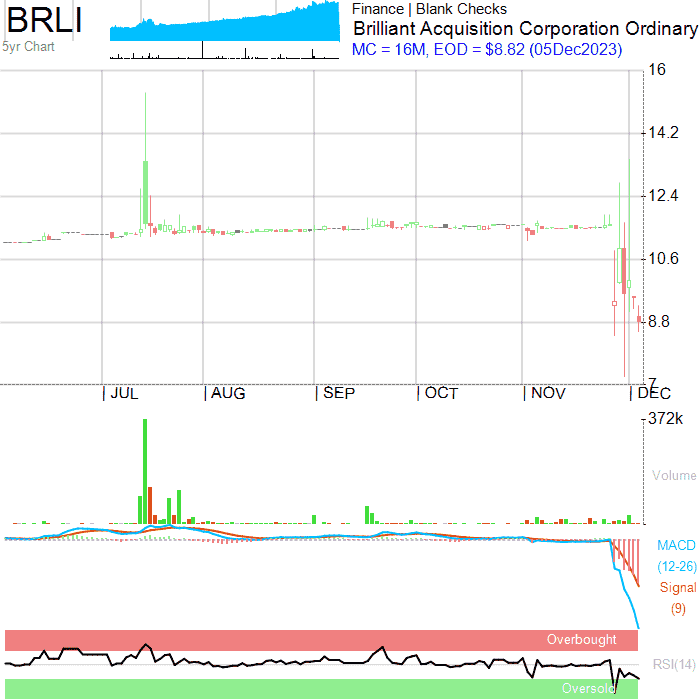 BRLI
5yr Chart
Finance | Blank Checks
Brilliant Acquisition Corporation Ordinary
MC = 16M, EOD = $8.82 (05Dec2023)
16
14.2
12.4
10.6
8.8
7
| JUL | AUG | SEP | OCT | NOV | DEC
372k
Volume
MACD
(12-26)
Signal
(9)
Overbought
RSI(14)
Oversold